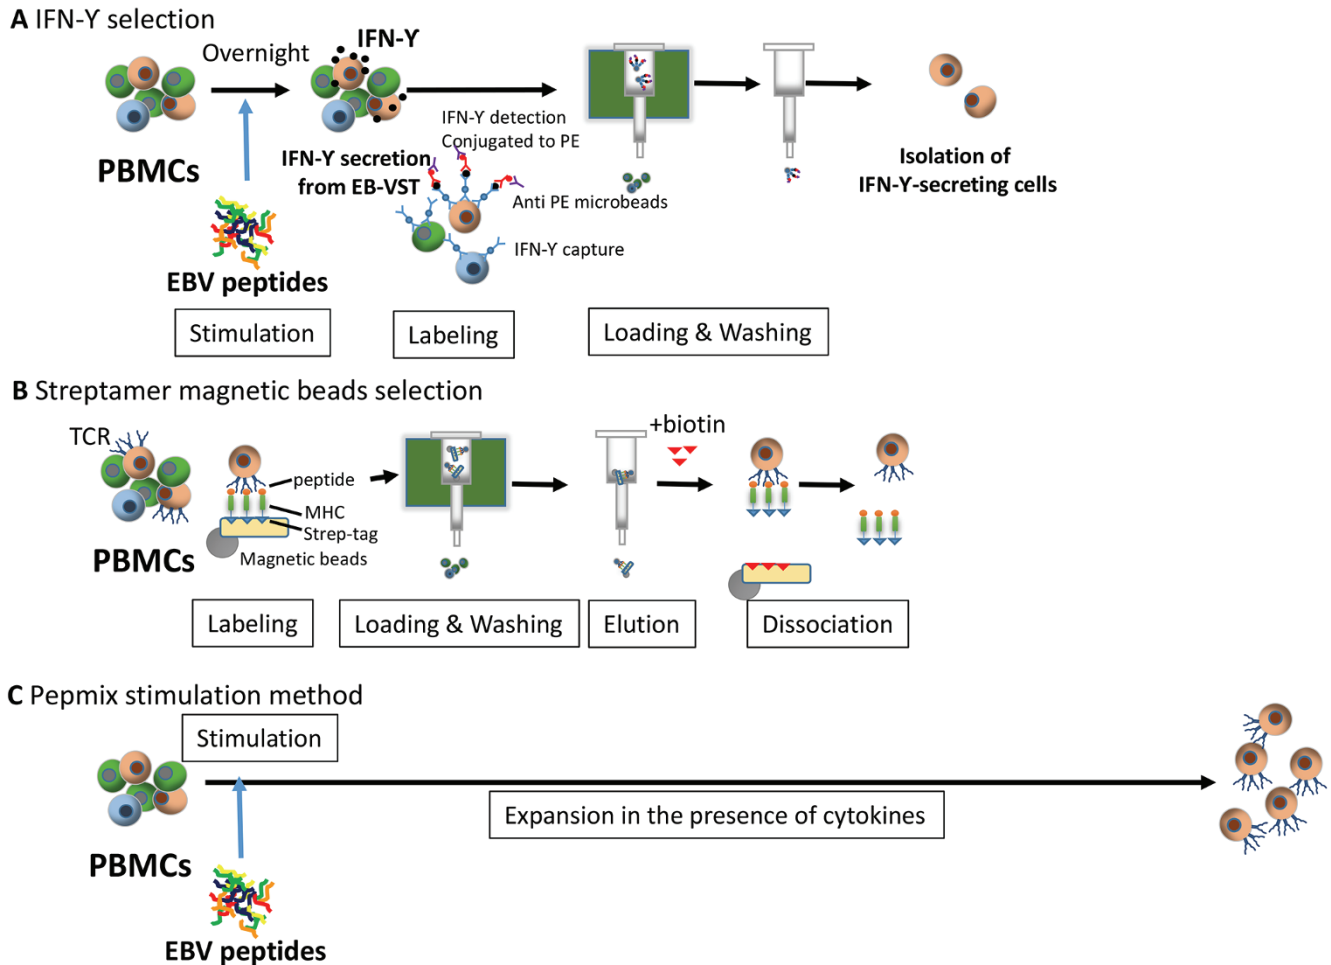 A IFN-Y selection
Overnight
IFN-Y
PBMCs
IFN-Y secretion
from EB-VST
IFN-Y detection
Conjugated to PE
Anti PE microbeads
IFN-Y capture
Isolation of
IFN-Y-secreting cells
EBV peptides
Stimulation
Labeling
Loading & Washing
B Streptamer magnetic beads selection
TCR
+biotin
peptide
MHC
Strep-tag
Magnetic beads
PBMCs
Labeling
Loading & Washing
Elution
Dissociation
C Pepmix stimulation method
Stimulation
Expansion in the presence of cytokines
PBMCs
EBV peptides